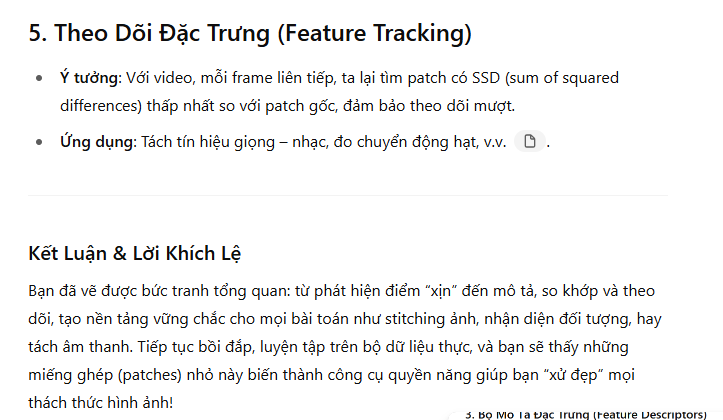 5. Theo Dõi Đặc Trưng (Feature Tracking)
Ý tưởng: Với video, mỗi frame liên tiếp, ta lại tìm patch có SSD (sum of squared
differences) thấp nhất so với patch gốc, đảm bảo theo dõi mượt.
Ứng dụng: Tách tín hiệu giọng – nhạc, đo chuyển động hạt, v.v. .
Kết Luận & Lời Khích Lệ
Bạn đã vẽ được bức tranh tổng quan: từ phát hiện điểm “xịn” đến mô tả, so khớp và theo
dõi, tạo nền tảng vững chắc cho mọi bài toán như stitching ảnh, nhận diện đối tượng, hay
tách âm thanh. Tiếp tục bồi đắp, luyện tập trên bộ dữ liệu thực, và bạn sẽ thấy những
miếng ghép (patches) nhỏ này biến thành công cụ quyền năng giúp bạn “xử đẹp” mọi
thách thức hình ảnh!
3. Bộ Mô Tả Đặc Trưng (Feature Descriptors)